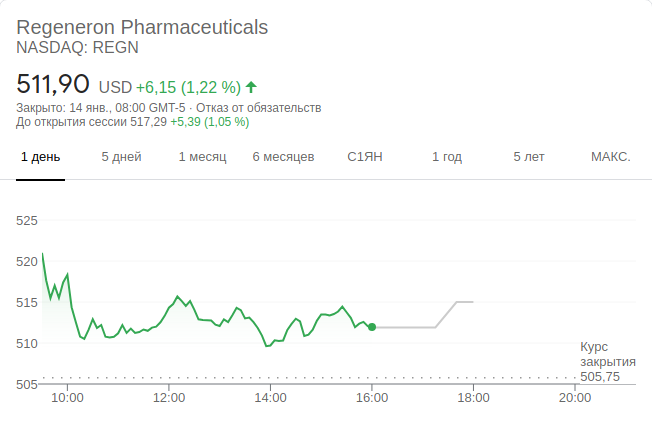 Regeneron Pharmaceuticals
NASDAQ: REGN
511,90 USD +6,15 (1,22 %)
Закрыто: 14 янв., 08:00 GMT-5 · Отказ от обязательств
До открытия сессии 517,29 +5,39 (1,05 %)
1 день 5 дней 1 месяц 6 месяцев С1ЯН 1 год 5 лет МАКС.
525
520
515
510
Курс
закрытия
505,75
505
10:00 12:00 14:00 16:00 18:00 20:00